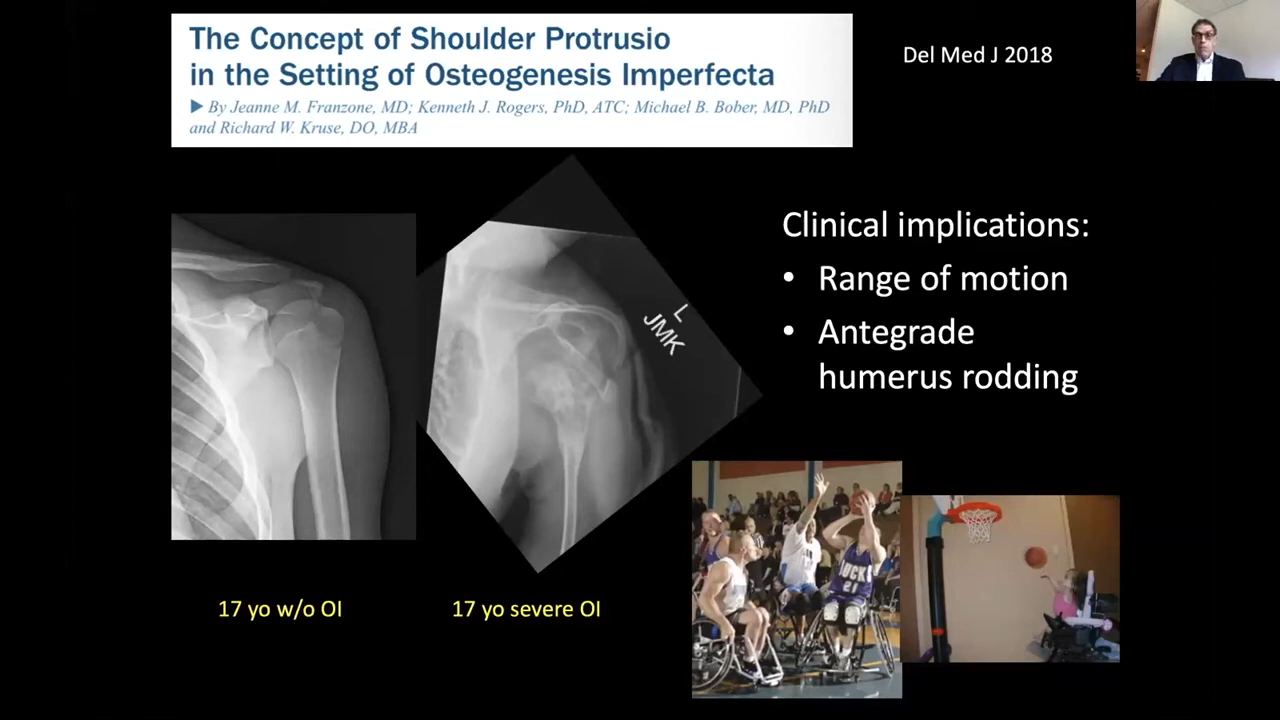 The Concept of Shoulder Protrusio
in the Setting of Osteogenesis Imperfecta
▶ By Jeanne M. Franzone, MD; Kenneth J. Rogers, PhD, ATC; Michael B. Bober, MD, PhD
and Richard W. Kruse, DO, MBA
Del Med J 2018
L
JMK
Clinical implications:
• Range of motion
• Antegrade
humerus rodding
BUCKS
21
17 yo w/o OI
17 yo severe OI